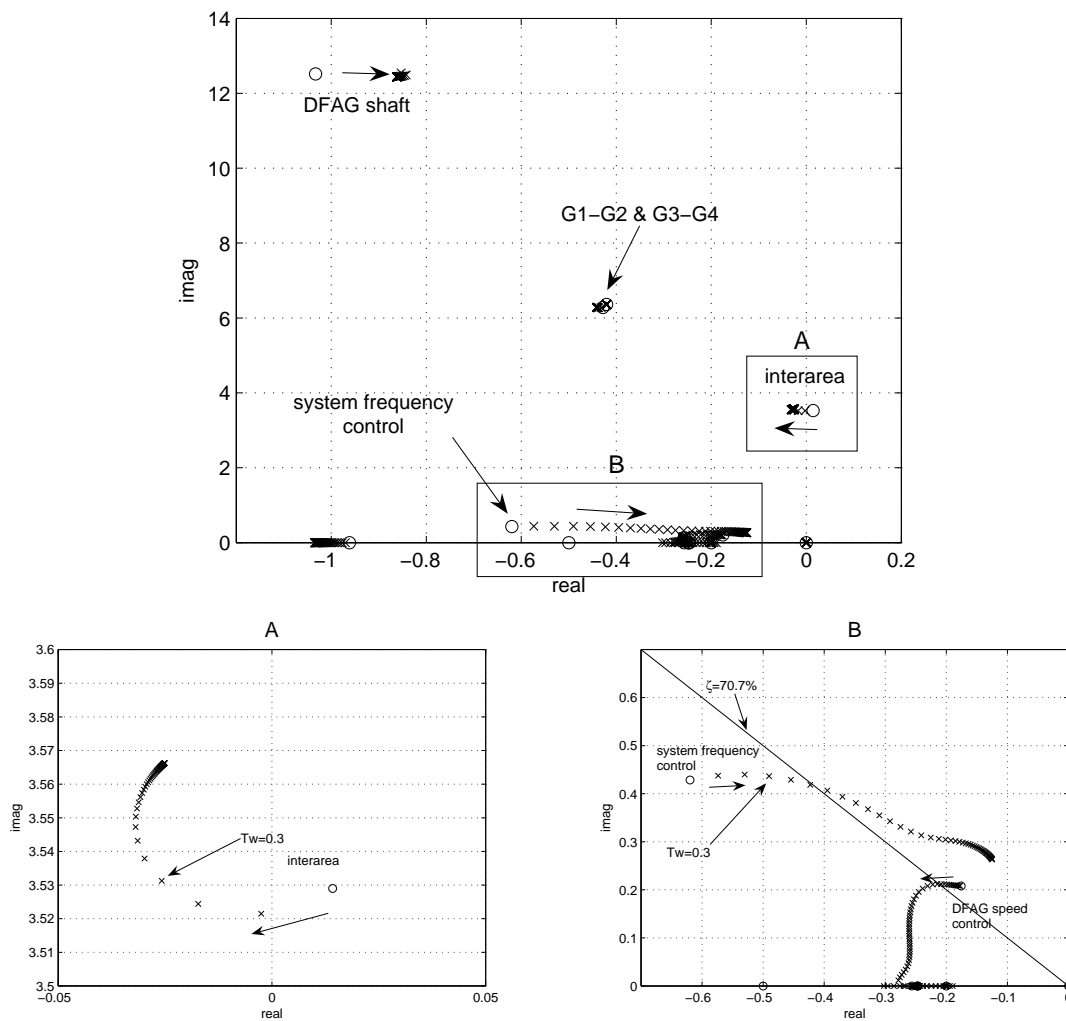 14
12
10
8
6
4
2
0
imag
DFAG shaft
G1−G2 & G3−G4
A
interarea
system frequency
control
B
−1
−0.8
−0.6
−0.4
−0.2
0
0.2
real
A
3.6
3.59
3.58
3.57
3.56
3.55
3.54
3.53
3.52
3.51
3.5
imag
Tw=0.3
interarea
−0.05
0
0.05
real
B
0.6
0.5
0.4
0.3
0.2
0.1
0
imag
ζ=70.7%
system frequency
control
Tw=0.3
DFAG speed
control
−0.6
−0.5
−0.4
−0.3
−0.2
−0.1
0
real